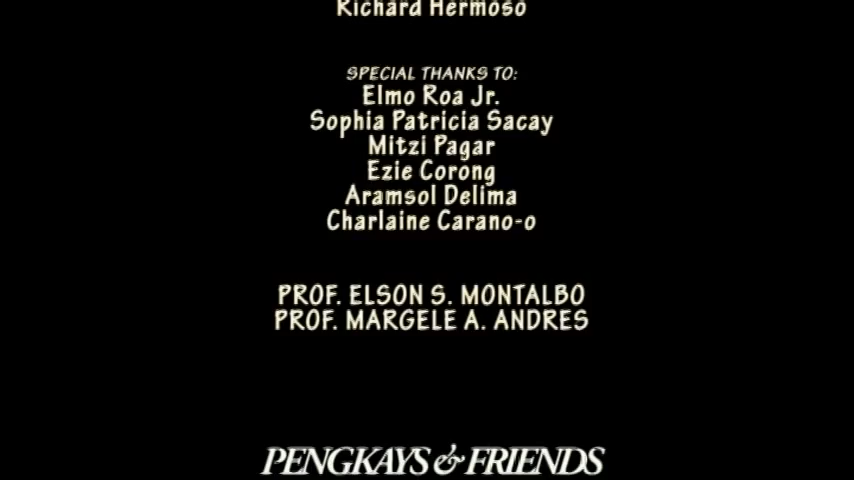 Richard Hermoso
SPECIAL THANKS TO:
Elmo Roa Jr.
Sophia Patricia Sacay
Mitzi Pagar
Ezie Corong
Aramsol Delima
Charlaine Carano-o
PROF. ELSON S. MONTALBO
PROF. MARGELE A. ANDRES
PENGKAYS & FRIENDS